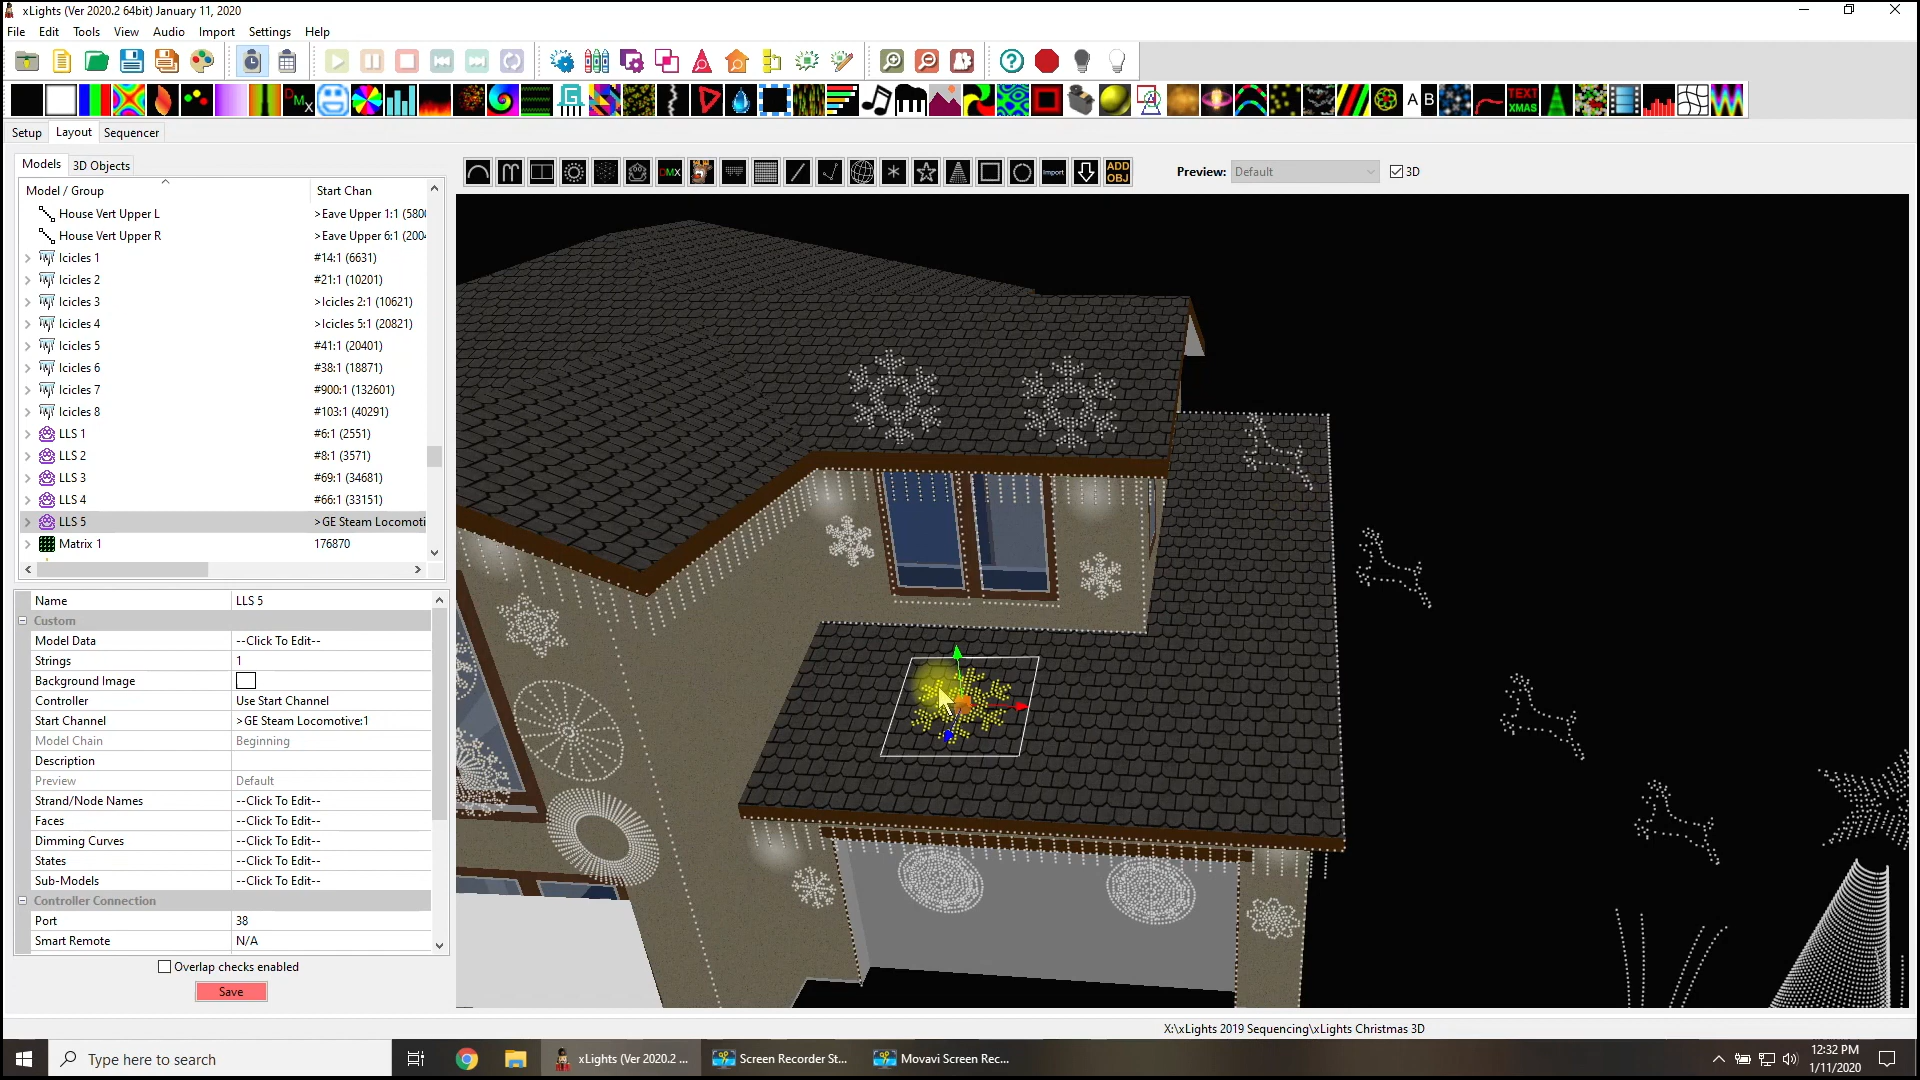 xLights (Ver 2020.2 64bit) January 11, 2020
File Edit Tools View Audio Import Settings Help
DMX
A B
TEXT XMAS
Setup Layout Sequencer
Models 3D Objects
DMX
Import
ADD OBJ
Preview: Default 3D
Model / Group Start Chan
House Vert Upper L >Eave Upper 1:1 (5800
House Vert Upper R >Eave Upper 6:1 (200
Icicles 1 #14:1 (6631)
Icicles 2 #21:1 (10201)
Icicles 3 >Icicles 2:1 (10621)
Icicles 4 >Icicles 5:1 (20821)
Icicles 5 #41:1 (20401)
Icicles 6 #38:1 (18871)
Icicles 7 #900:1 (132601)
Icicles 8 #103:1 (40291)
LLS 1 #6:1 (2551)
LLS 2 #8:1 (3571)
LLS 3 #69:1 (34681)
LLS 4 #66:1 (33151)
LLS 5 >GE Steam Locomoti
Matrix 1 176870
Name LLS 5
Custom
Model Data --Click To Edit--
Strings 1
Background Image
Controller Use Start Channel
Start Channel >GE Steam Locomotive:1
Model Chain Beginning
Description
Preview Default
Strand/Node Names --Click To Edit--
Faces --Click To Edit--
Dimming Curves --Click To Edit--
States --Click To Edit--
Sub-Models --Click To Edit--
Controller Connection
Port 38
Smart Remote N/A
Overlap checks enabled
Save
X:\xLights 2019 Sequencing\xLights Christmas 3D
Type here to search
xLights (Ver 2020.2 ...
Screen Recorder St...
Movavi Screen Rec...
12:32 PM
1/11/2020